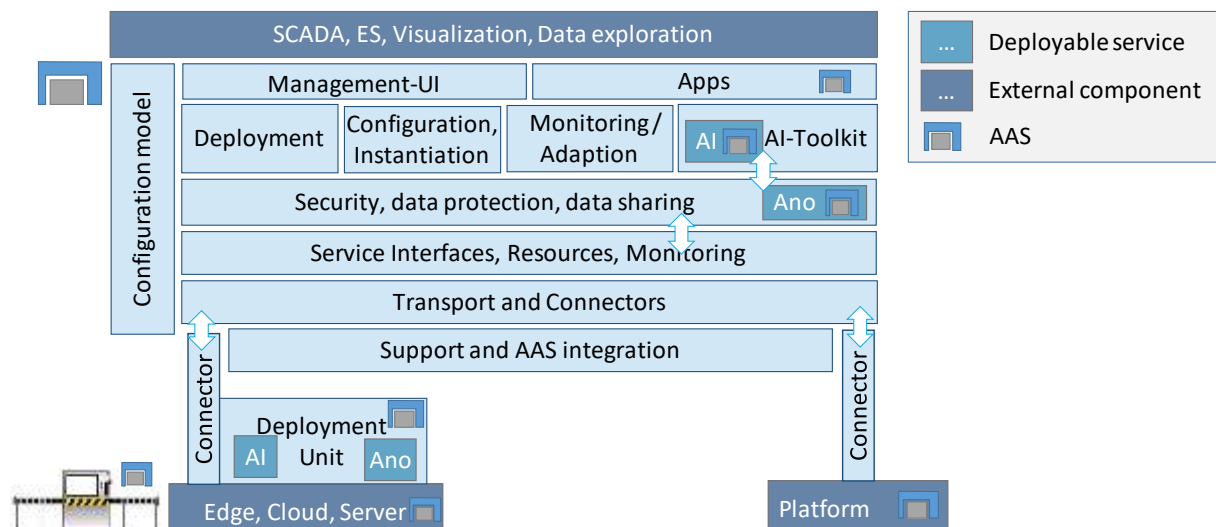 SCADA, ES, Visualization, Data exploration
... Deployable service
... External component
AAS
Configuration model
Management-UI
Apps
Deployment
Configuration,
Instantiation
Monitoring/
Adaption
AI
AI-Toolkit
Security, data protection, data sharing
Ano
Service Interfaces, Resources, Monitoring
Transport and Connectors
Support and AAS integration
Connector
Connector
Deployment
Unit
AI
Ano
Edge, Cloud, Server
Platform